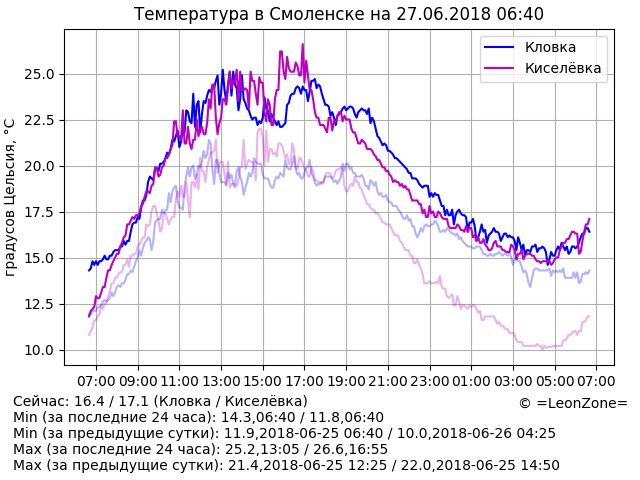 Температура в Смоленске на 27.06.2018 06:40
градусов Цельсия, °C
Кловка
Киселёвка
25.0
22.5
20.0
17.5
15.0
12.5
10.0
07:00 09:00 11:00 13:00 15:00 17:00 19:00 21:00 23:00 01:00 03:00 05:00 07:00
Сейчас: 16.4 / 17.1 (Кловка / Киселёвка)
© =LeonZone=
Min (за последние 24 часа): 14.3,06:40 / 11.8,06:40
Min (за предыдущие сутки): 11.9,2018-06-25 06:40 / 10.0,2018-06-26 04:25
Max (за последние 24 часа): 25.2,13:05 / 26.6,16:55
Max (за предыдущие сутки): 21.4,2018-06-25 12:25 / 22.0,2018-06-25 14:50